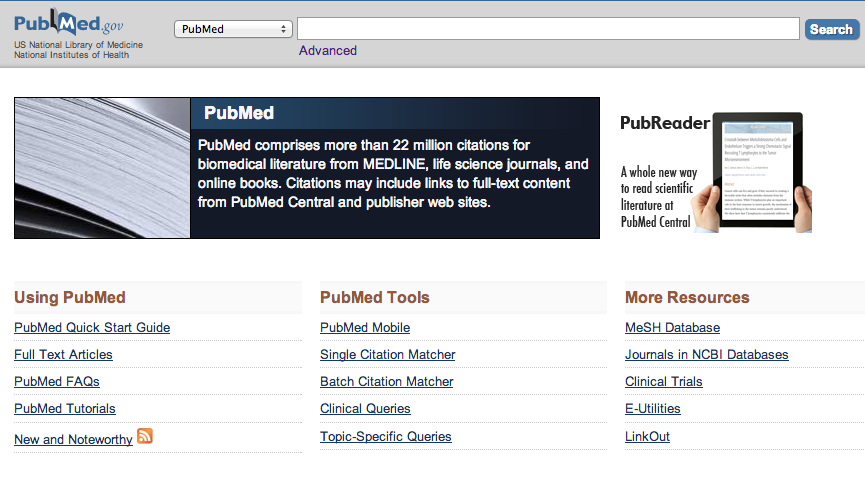 PubMed.gov
US National Library of Medicine
National Institutes of Health
PubMed
Search
Advanced
PubMed
PubMed comprises more than 22 million citations for
biomedical literature from MEDLINE, life science journals, and
online books. Citations may include links to full-text content
from PubMed Central and publisher web sites.
PubReader
A whole new way
to read scientific
literature at
PubMed Central
Using PubMed
PubMed Quick Start Guide
Full Text Articles
PubMed FAQs
PubMed Tutorials
New and Noteworthy
PubMed Tools
PubMed Mobile
Single Citation Matcher
Batch Citation Matcher
Clinical Queries
Topic-Specific Queries
More Resources
MeSH Database
Journals in NCBI Databases
Clinical Trials
E-Utilities
LinkOut